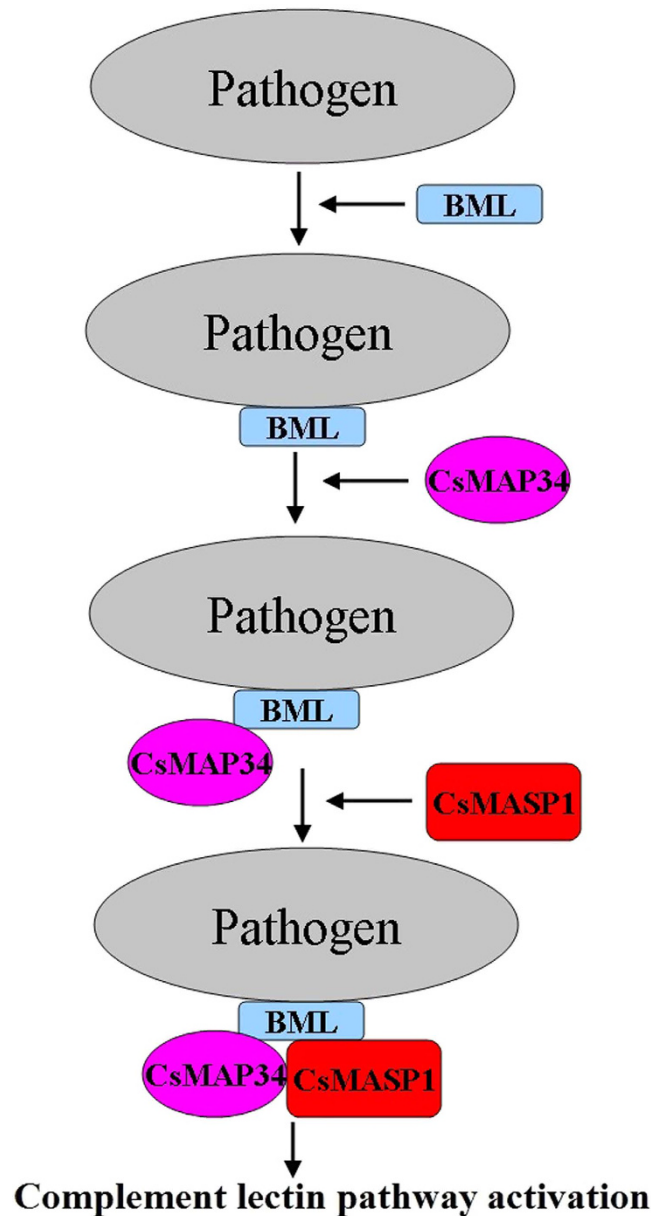 Pathogen
BML
Pathogen
BML
CsMAP34
Pathogen
BML
CsMAP34
CsMASP1
Pathogen
BML
CsMAP34
CsMASP1
Complement lectin pathway activation